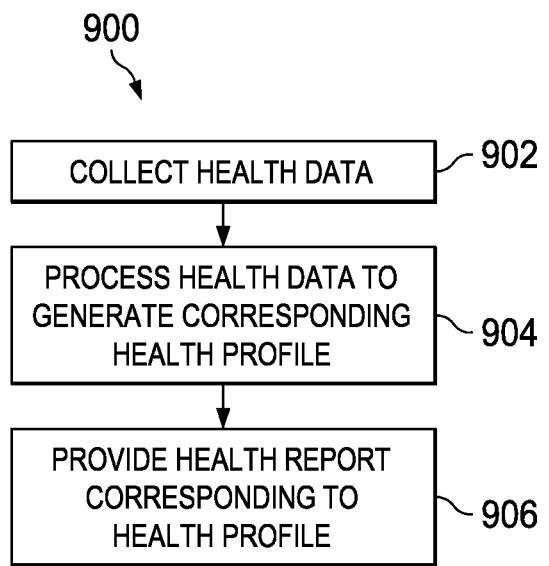 900
COLLECT HEALTH DATA
902
PROCESS HEALTH DATA TO
GENERATE CORRESPONDING
HEALTH PROFILE
904
PROVIDE HEALTH REPORT
CORRESPONDING TO
HEALTH PROFILE
906